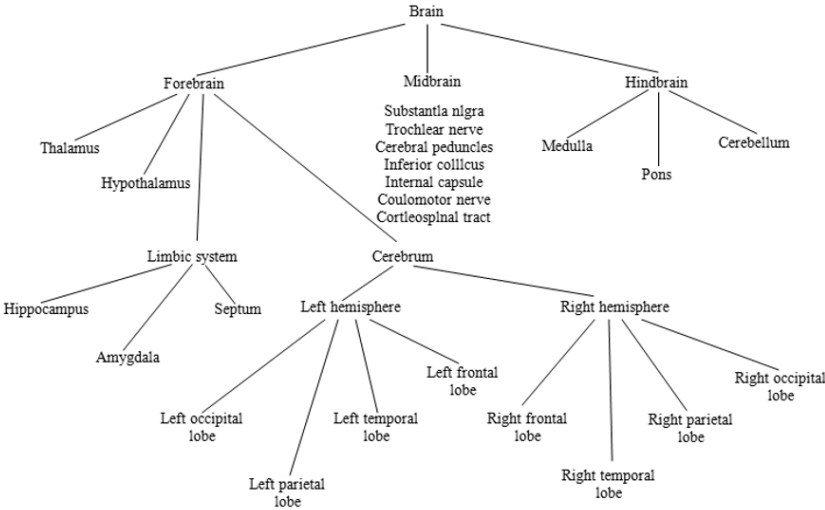 Brain
Forebrain
Midbrain
Hindbrain
Substantla nlgra
Trochlear nerve
Cerebral peduncles
Inferior colllcus
Internal capsule
Coulomotor nerve
Cortleosplnal tract
Thalamus
Hypothalamus
Medulla
Pons
Cerebellum
Limbic system
Cerebrum
Hippocampus
Amygdala
Septum
Left hemisphere
Right hemisphere
Left occipital
lobe
Left parietal
lobe
Left temporal
lobe
Left frontal
lobe
Right frontal
lobe
Right temporal
lobe
Right parietal
lobe
Right occipital
lobe